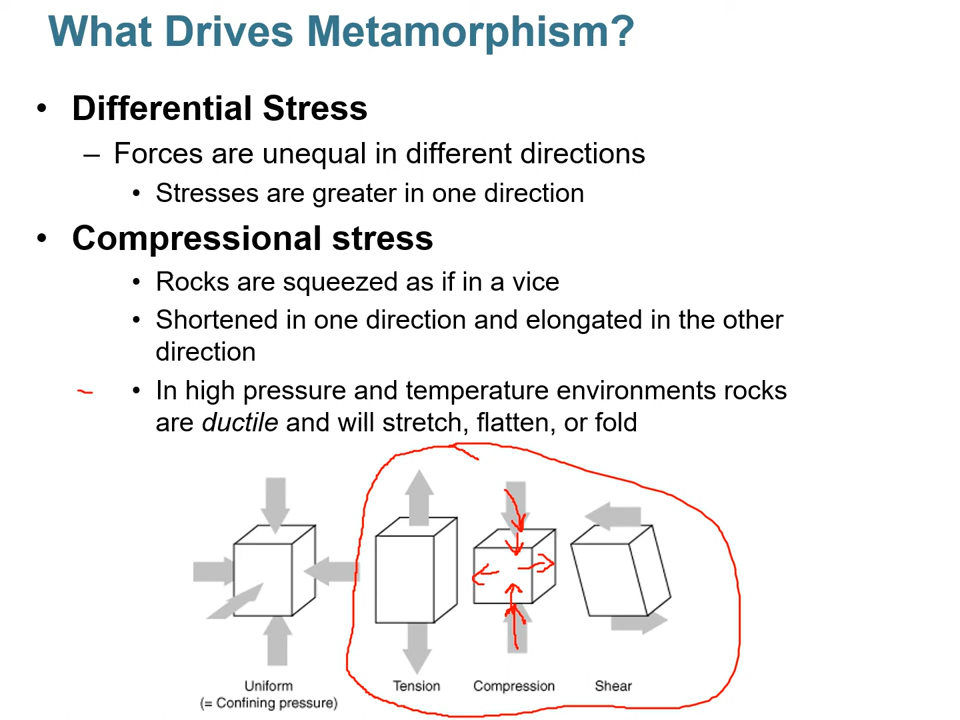 What Drives Metamorphism?
• Differential Stress
– Forces are unequal in different directions
• Stresses are greater in one direction
• Compressional stress
• Rocks are squeezed as if in a vice
• Shortened in one direction and elongated in the other
direction
• In high pressure and temperature environments rocks
are ductile and will stretch, flatten, or fold
Uniform
(= Confining pressure)
Tension
Compression
Shear